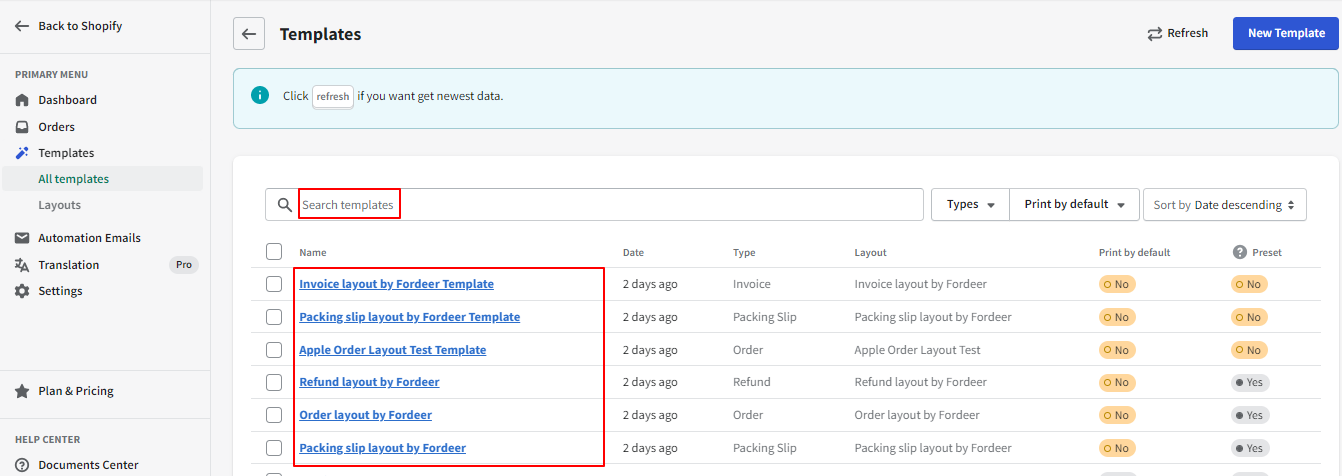 Back to Shopify
PRIMARY MENU
Dashboard
Orders
Templates
All templates
Layouts
Automation Emails
Translation Pro
Settings
Plan & Pricing
HELP CENTER
Documents Center
Templates
Refresh
New Template
Click refresh if you want get newest data.
Search templates
Types
Print by default
Sort by Date descending
Name Date Type Layout Print by default Preset
Invoice layout by Fordeer Template 2 days ago Invoice Invoice layout by Fordeer No No
Packing slip layout by Fordeer Template 2 days ago Packing Slip Packing slip layout by Fordeer No No
Apple Order Layout Test Template 2 days ago Order Apple Order Layout Test No No
Refund layout by Fordeer 2 days ago Refund Refund layout by Fordeer No Yes
Order layout by Fordeer 2 days ago Order Order layout by Fordeer No Yes
Packing slip layout by Fordeer 2 days ago Packing Slip Packing slip layout by Fordeer No Yes